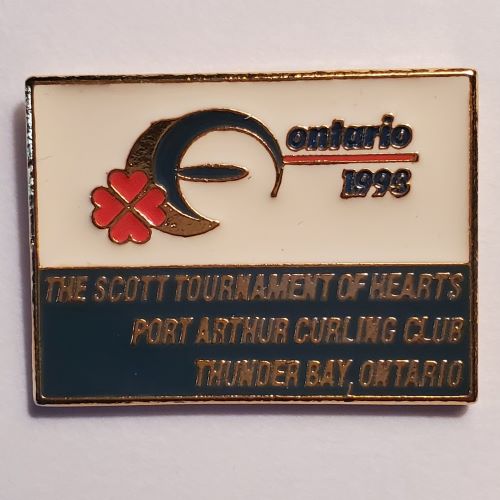 ontario
1993
THE SCOTT TOURNAMENT OF HEARTS
PORT ARTHUR CURLING CLUB
THUNDER BAY, ONTARIO